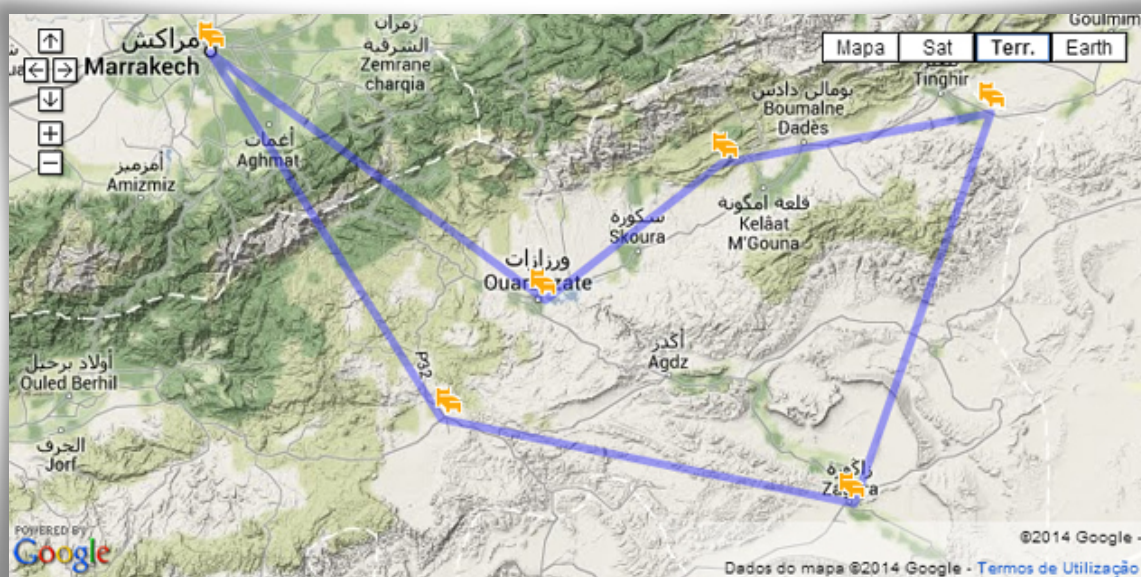 Goulmim
زمران
الشرقية
Zemrane
charqia
مراكش
Marrakech
Mapa
Sat
Terr.
Earth
Tinghir
بومالن دادس
Boumalne
Dadès
أغمات
Aghmat
أمزميز
Amizmiz
قلعة امكونة
Kelâat
M'Gouna
سكورة
Skoura
ورزازات
أكدز
Agdz
P32
أولاد برحيل
Ouled Berhil
الجرف
Jorf
زاكورة
POWERED BY
Google
©2014 Google -
Dados do mapa ©2014 Google - Termos de Utilização